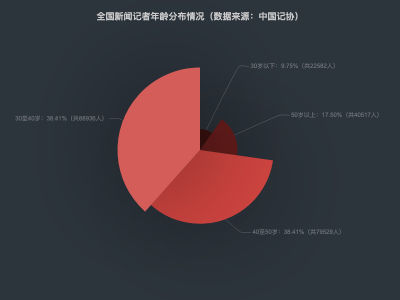 全国新闻记者年龄分布情况（数据来源：中国记协）
30岁以下：9.75%（共22582人）
50岁以上：17.50%（共40517人）
30至40岁：38.41%（共88936人）
40至50岁：38.41%（共79529人）